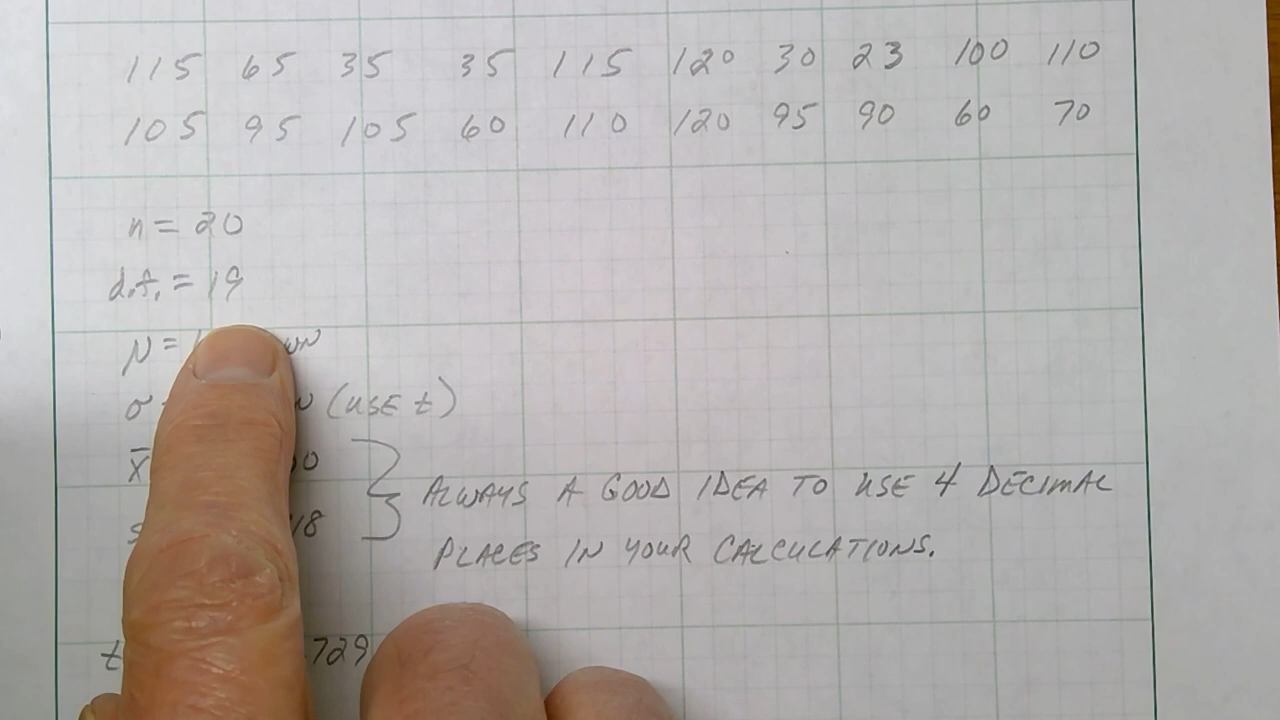 115 65 35 35 115 120 30 23 100 110
105 95 105 60 110 120 95 90 60 70
n = 20
d.f. = 19
μ =
σ (USE t)
x̄
s
ALWAYS A GOOD IDEA TO USE 4 DECIMAL
PLACES IN YOUR CALCULATIONS.
t 729